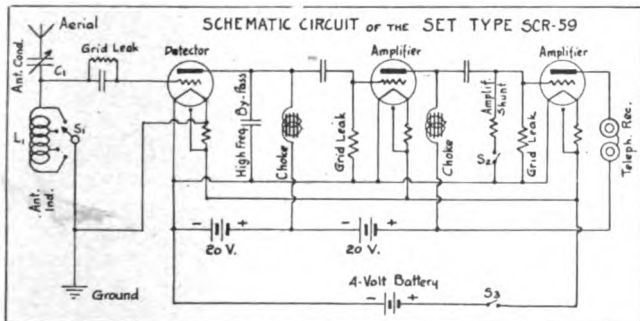 SCHEMATIC CIRCUIT OF THE SET TYPE SCR-59
Aerial
Ant. Cond.
C1
Grid Leak
Detector
Amplifier
Amplifier
L1
S1
Ant. Ind.
High Freq. By-Pass
Choke
Grid Leak
Choke
Amplif. Shunt
S2
Grid Leak
Teleph. Rec.
- +
20 V.
- +
20 V.
Ground
4-Volt Battery
- +
S3